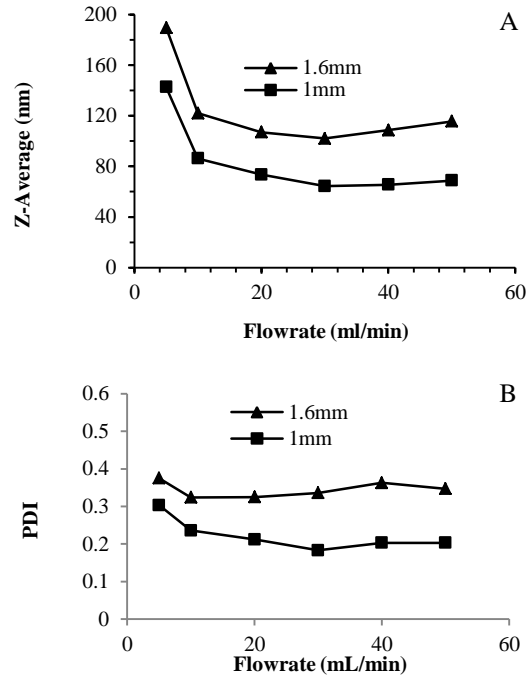 A
200
160
120
80
40
0
Z-Average (nm)
1.6mm
1mm
0 20 40 60
Flowrate (ml/min)
B
0.6
0.5
0.4
0.3
0.2
0.1
0
PDI
1.6mm
1mm
0 20 40 60
Flowrate (mL/min)